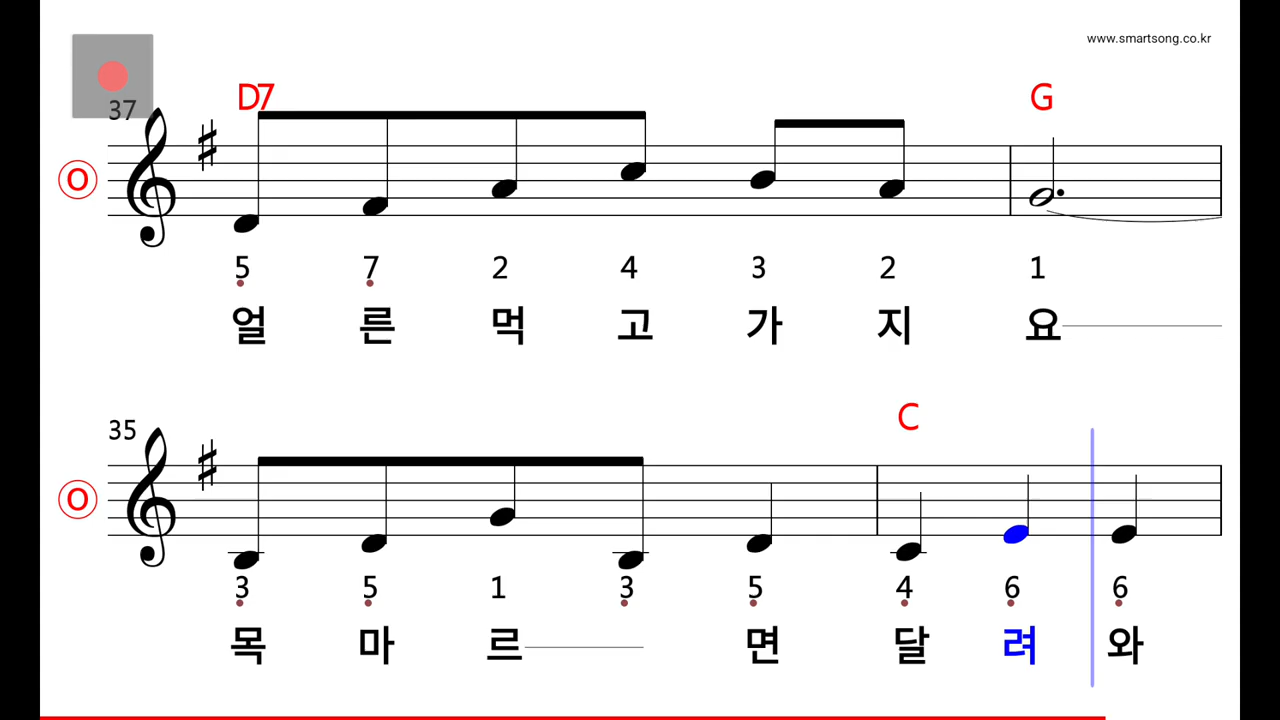 www.smartsong.co.kr
37
D7 G
O
5 7 2 4 3 2 1
얼 른 먹 고 가 지 요
35
C
O
3 5 1 3 5 4 6 6
목 마 르 면 달 려 와